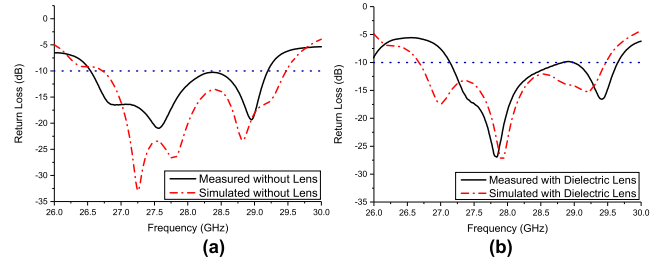 5
0
-5
-10
-15
-20
-25
-30
-35
Return Loss (dB)
Measured without Lens
Simulated without Lens
26.0 26.5 27.0 27.5 28.0 28.5 29.0 29.5 30.0
Frequency (GHz)
(a)
0
-5
-10
-15
-20
-25
-30
-35
Return Loss (dB)
Measured with Dielectric Lens
Simulated with Dielectric Lens
26.0 26.5 27.0 27.5 28.0 28.5 29.0 29.5 30.0
Frequency (GHz)
(b)